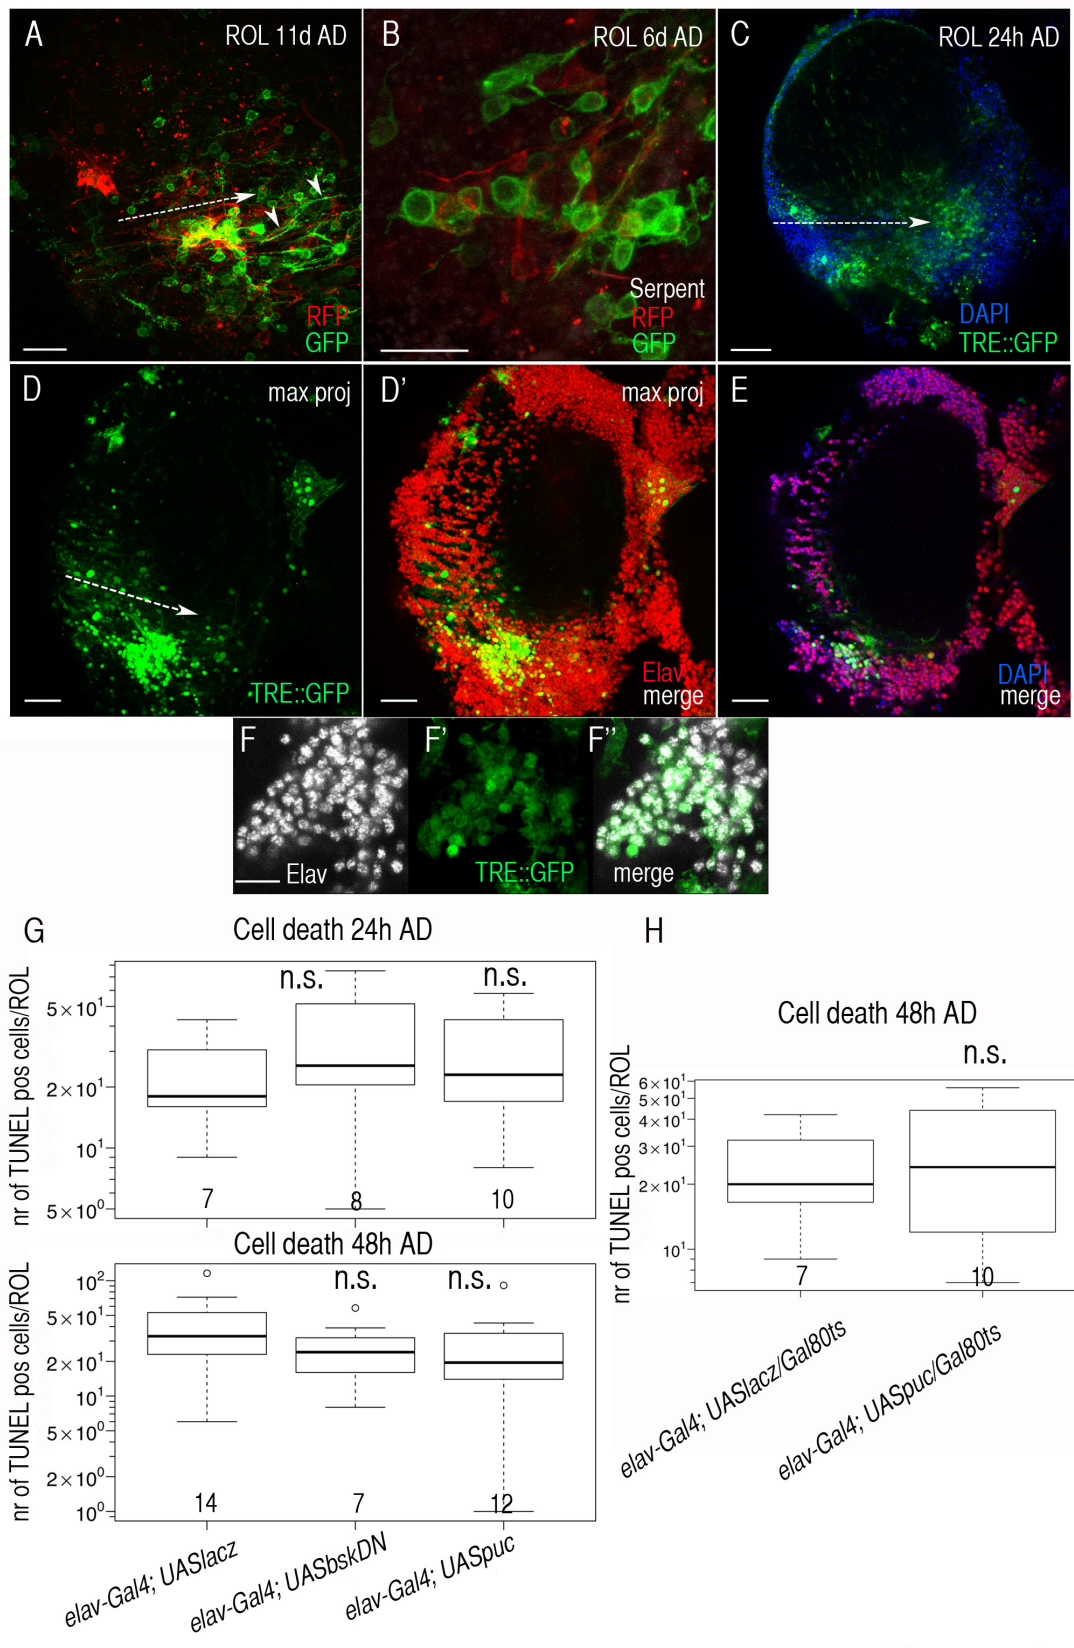 A
ROL 11d AD
RFP
GFP
B
ROL 6d AD
Serpent
RFP
GFP
C
ROL 24h AD
DAPI
TRE::GFP
D
max proj
TRE::GFP
D'
max proj
Elav
merge
E
DAPI
merge
F
Elav
F'
TRE::GFP
F''
merge
G
Cell death 24h AD
nr of TUNEL pos cells/ROL
5×10¹
2×10¹
10¹
5×10⁰
n.s.
n.s.
7
8
10
Cell death 48h AD
nr of TUNEL pos cells/ROL
10²
5×10¹
2×10¹
10¹
5×10⁰
2×10⁰
10⁰
n.s.
n.s.
14
7
12
elav-Gal4; UASlacz
elav-Gal4; UASbskDN
elav-Gal4; UASpuc
H
Cell death 48h AD
n.s.
nr of TUNEL pos cells/ROL
6×10¹
5×10¹
4×10¹
3×10¹
2×10¹
10¹
7
10
elav-Gal4; UASlacz/Gal80ts
elav-Gal4; UASpuc/Gal80ts